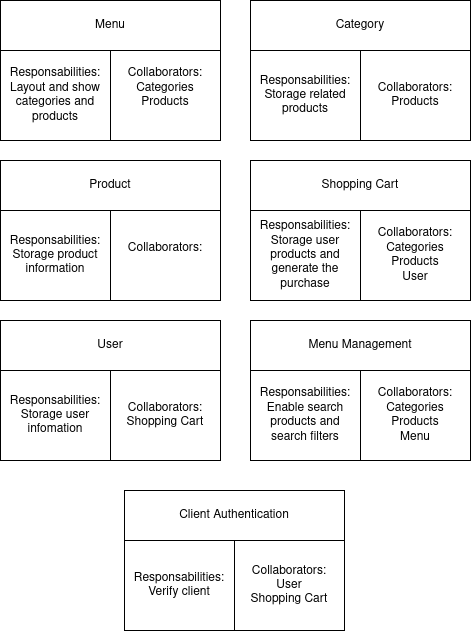 Menu
Responsabilities:
Layout and show
categories and
products
Collaborators:
Categories
Products
Category
Responsabilities:
Storage related
products
Collaborators:
Products
Product
Responsabilities:
Storage product
information
Collaborators:
Shopping Cart
Responsabilities:
Storage user
products and
generate the
purchase
Collaborators:
Categories
Products
User
User
Responsabilities:
Storage user
infomation
Collaborators:
Shopping Cart
Menu Management
Responsabilities:
Enable search
products and
search filters
Collaborators:
Categories
Products
Menu
Client Authentication
Responsabilities:
Verify client
Collaborators:
User
Shopping Cart